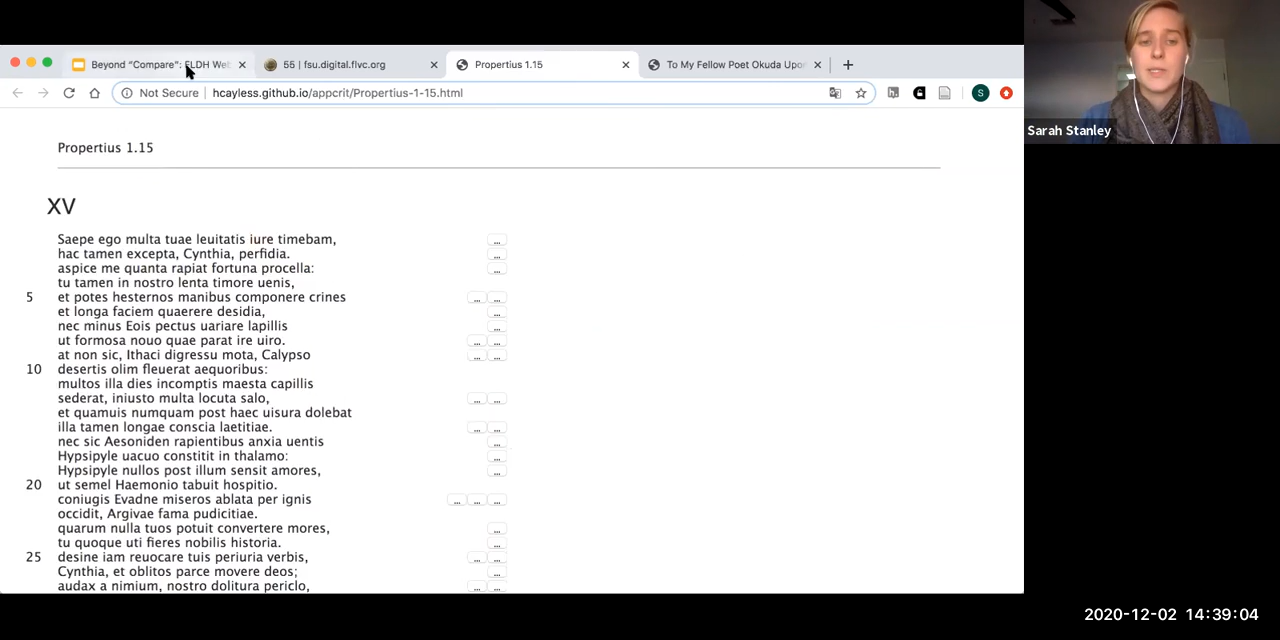 Beyond “Compare”: ELDH Web
55 | fsu.digital.flvc.org
Propertius 1.15
To My Fellow Poet Okuda Upon
Not Secure
hcayless.github.io/appcrit/Propertius-1-15.html
S
Sarah Stanley
Propertius 1.15
XV
Saepe ego multa tuae leuitatis iure timebam, ...
hac tamen excepta, Cynthia, perfidia. ...
aspice me quanta rapiat fortuna procella: ...
tu tamen in nostro lenta timore uenis,
5 et potes hesternos manibus componere crines ... ...
et longa faciem quaerere desidia, ...
nec minus Eois pectus uariare lapillis ...
ut formosa nouo quae parat ire uiro. ... ...
at non sic, Ithaci digressu mota, Calypso ... ...
10 desertis olim fleuerat aequoribus:
multos illa dies incomptis maesta capillis
sederat, iniusto multa locuta salo, ... ...
et quamuis numquam post haec uisura dolebat
illa tamen longae conscia laetitiae. ... ...
nec sic Aesoniden rapientibus anxia uentis ...
Hypsipyle uacuo constitit in thalamo: ...
Hypsipyle nullos post illum sensit amores, ...
20 ut semel Haemonio tabuit hospitio.
coniugis Evadne miseros ablata per ignis ... ... ...
occidit, Argivae fama pudicitiae.
quarum nulla tuos potuit convertere mores, ...
tu quoque uti fieres nobilis historia. ...
25 desine iam reuocare tuis periuria verbis, ... ...
Cynthia, et oblitos parce movere deos; ...
audax a nimium, nostro dolitura periclo, ... ...
2020-12-02 14:39:04